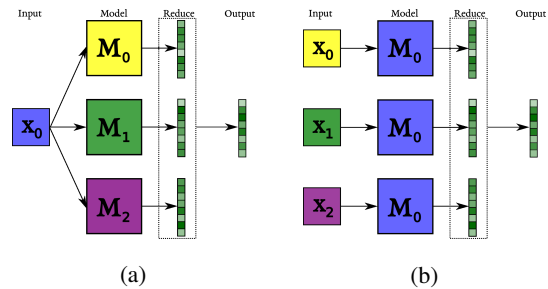 Input Model Reduce Output
M0
x0 M1
M2
(a)
Input Model Reduce Output
x0 M0
x1 M0
x2 M0
(b)